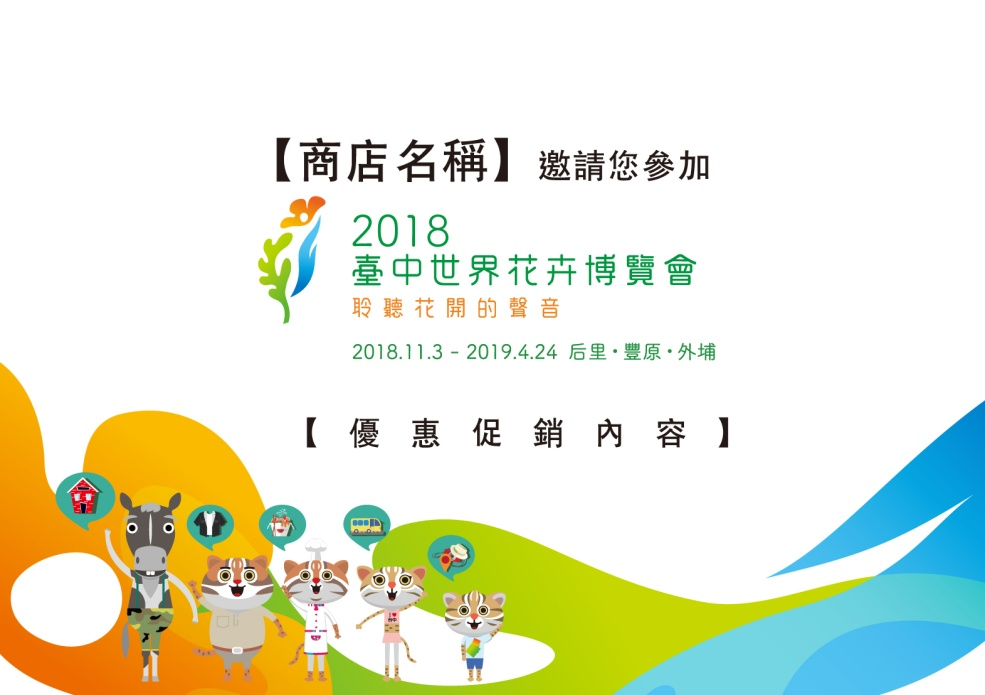 【商店名稱】邀請您參加
2018
臺中世界花卉博覽會
聆聽花開的聲音
2018.11.3 - 2019.4.24 后里·豐原·外埔
【優惠促銷內容】